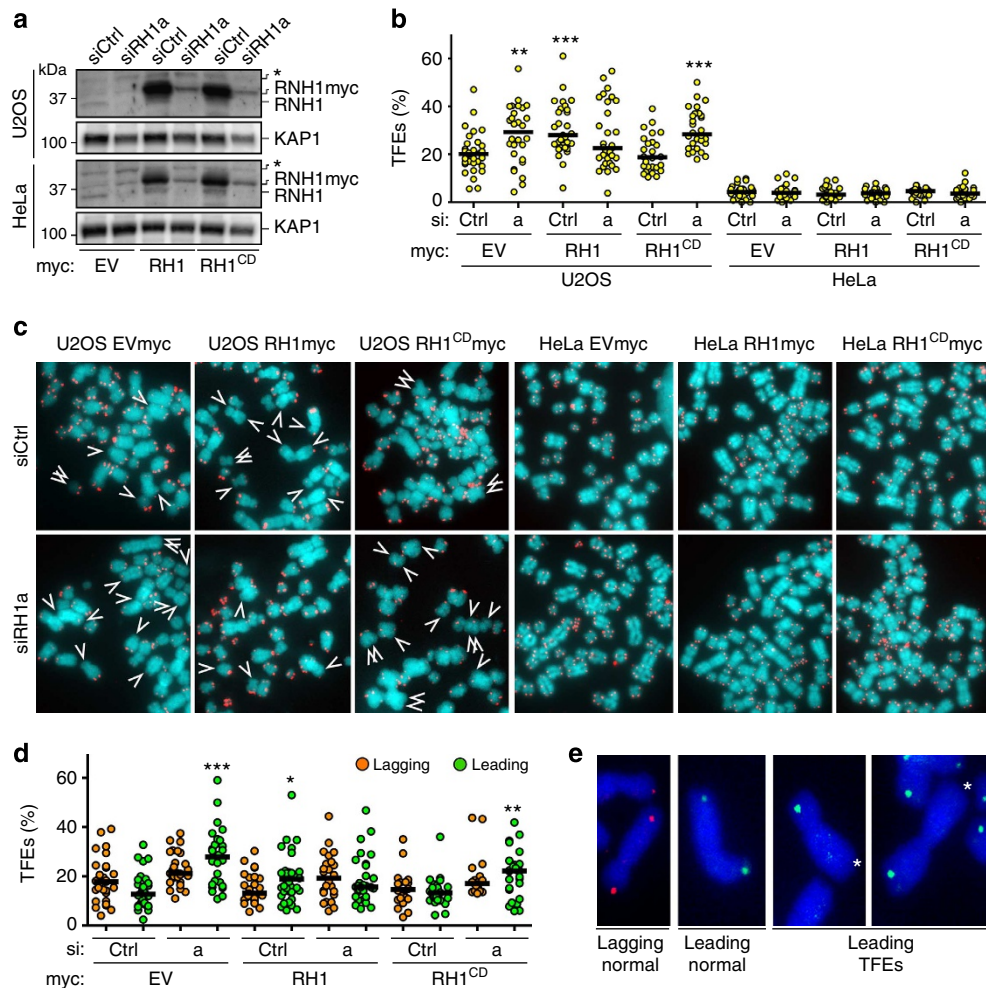 a
siCtrl siRH1a siCtrl siRH1a siCtrl siRH1a
kDa
U2OS
37
*
RNH1myc
RNH1
100
KAP1
HeLa
37
*
RNH1myc
RNH1
100
KAP1
myc: EV RH1 RH1CD
b
TFEs (%)
60
40
20
0
** *** ***
si: Ctrl a Ctrl a Ctrl a Ctrl a Ctrl a Ctrl a
myc: EV RH1 RH1CD EV RH1 RH1CD
U2OS HeLa
c
U2OS EVmyc U2OS RH1myc U2OS RH1CDmyc HeLa EVmyc HeLa RH1myc HeLa RH1CDmyc
siCtrl
siRH1a
d
TFEs (%)
60
40
20
0
*** * **
Lagging Leading
si: Ctrl a Ctrl a Ctrl a
myc: EV RH1 RH1CD
e
* *
Lagging normal
Leading normal
Leading TFEs